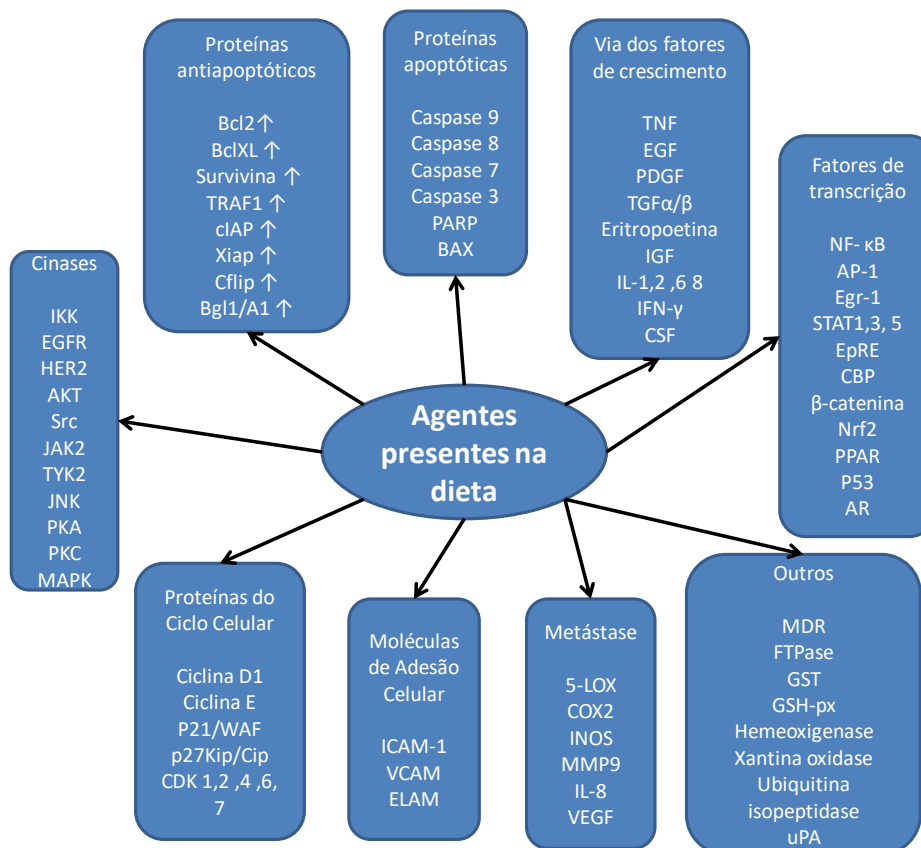 Proteínas
antiapoptóticos
Bcl2↑
BclXL ↑
Survivina ↑
TRAF1 ↑
cIAP ↑
Xiap ↑
Cflip ↑
Bgl1/A1 ↑
Proteínas
apoptóticas
Caspase 9
Caspase 8
Caspase 7
Caspase 3
PARP
BAX
Via dos fatores
de crescimento
TNF
EGF
PDGF
TGFα/β
Eritropoetina
IGF
IL-1,2 ,6 8
IFN-γ
CSF
Fatores de
transcrição
NF- κB
AP-1
Egr-1
STAT1,3, 5
EpRE
CBP
β-catenina
Nrf2
PPAR
P53
AR
Cinases
IKK
EGFR
HER2
AKT
Src
JAK2
TYK2
JNK
PKA
PKC
MAPK
Agentes
presentes na
dieta
Proteínas do
Ciclo Celular
Ciclina D1
Ciclina E
P21/WAF
p27Kip/Cip
CDK 1,2 ,4 ,6,
7
Moléculas
de Adesão
Celular
ICAM-1
VCAM
ELAM
Metástase
5-LOX
COX2
INOS
MMP9
IL-8
VEGF
Outros
MDR
FTPase
GST
GSH-px
Hemeoxigenase
Xantina oxidase
Ubiquitina
isopeptidase
uPA